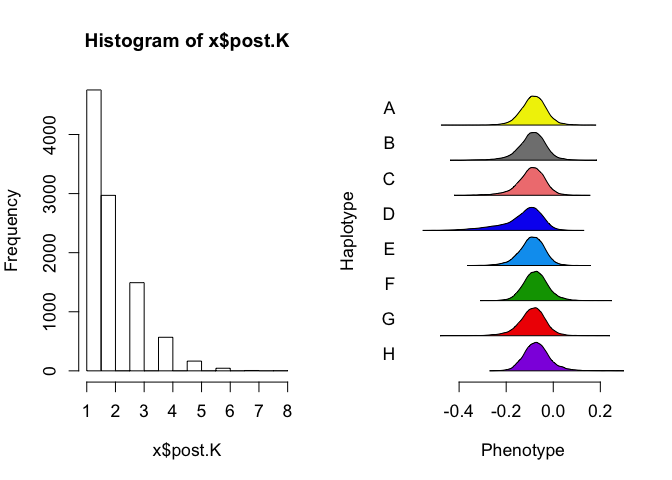 Histogram of x$post.K
Frequency
0
1000
2000
3000
4000
1 2 3 4 5 6 7 8
x$post.K
Haplotype
A
B
C
D
E
F
G
H
-0.4 -0.2 0.0 0.2
Phenotype